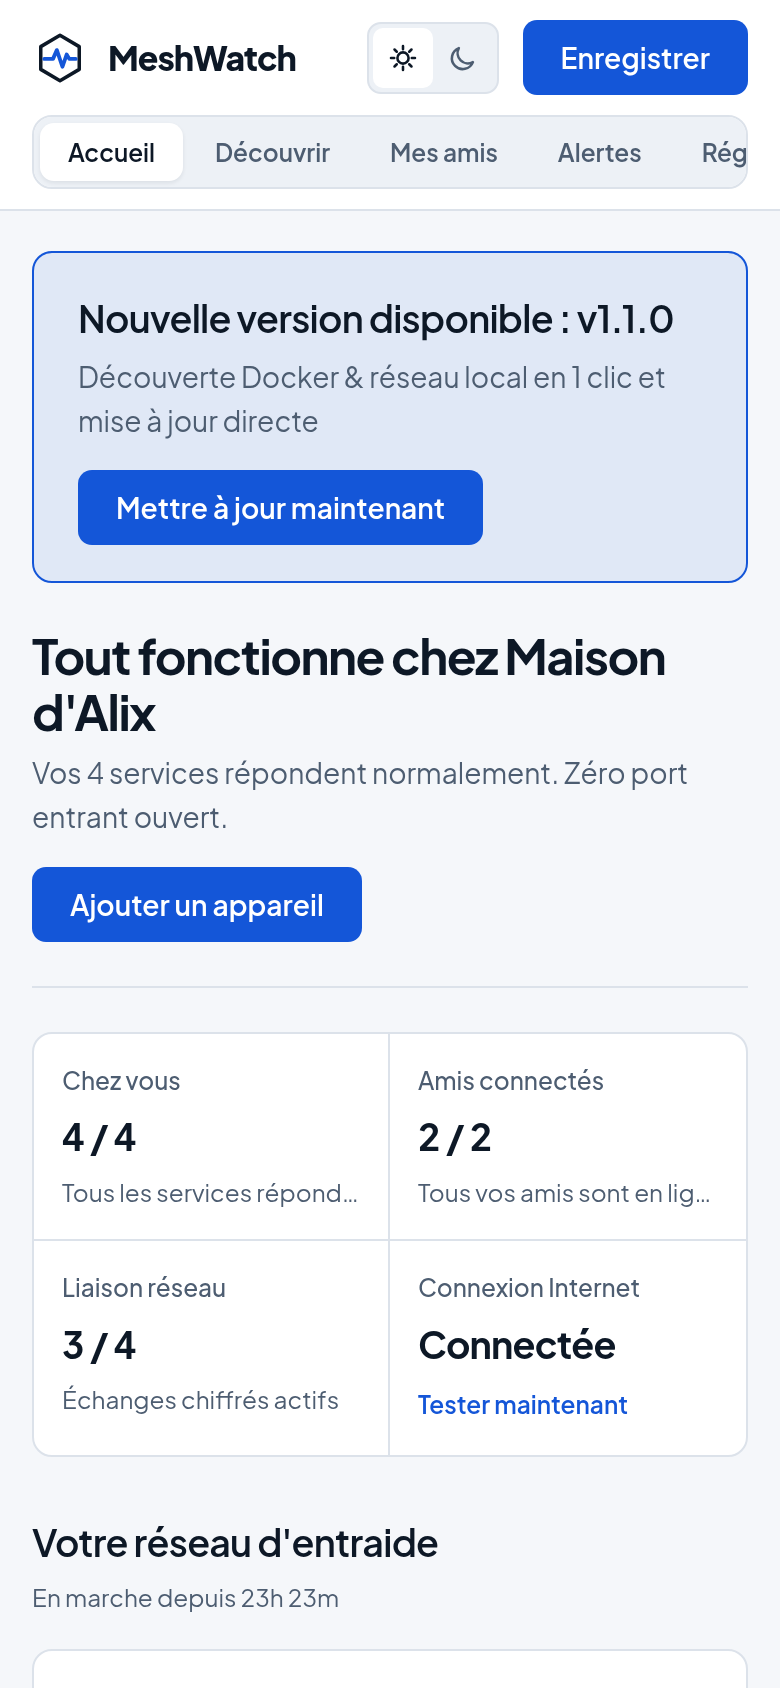 MeshWatch
Enregistrer
Accueil
Découvrir
Mes amis
Alertes
Rég
Nouvelle version disponible : v1.1.0
Découverte Docker & réseau local en 1 clic et
mise à jour directe
Mettre à jour maintenant
Tout fonctionne chez Maison
d'Alix
Vos 4 services répondent normalement. Zéro port
entrant ouvert.
Ajouter un appareil
Chez vous
4 / 4
Tous les services répond…
Amis connectés
2 / 2
Tous vos amis sont en lig…
Liaison réseau
3 / 4
Échanges chiffrés actifs
Connexion Internet
Connectée
Tester maintenant
Votre réseau d'entraide
En marche depuis 23h 23m